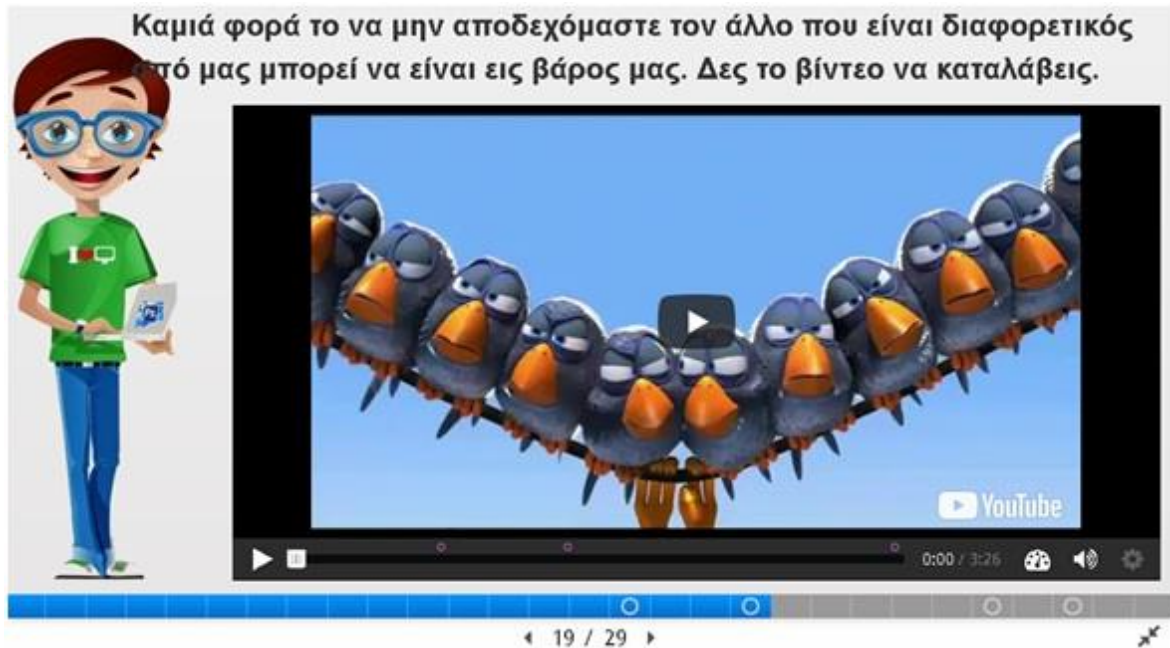 Καμιά φορά το να μην αποδεχόμαστε τον άλλο που είναι διαφορετικός
από μας μπορεί να είναι εις βάρος μας. Δες το βίντεο να καταλάβεις.
I
Ps
YouTube
0:00 / 3:26
19 / 29